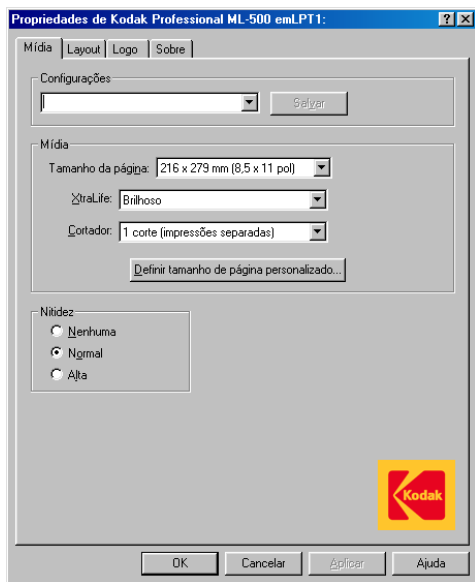 Propriedades de Kodak Professional ML-500 emLPT1:
Mídia Layout Logo Sobre
Configurações
Salvar
Mídia
Tamanho da página: 216 x 279 mm (8,5 x 11 pol)
XtraLife: Brilhoso
Cortador: 1 corte (impressões separadas)
Definir tamanho de página personalizado...
Nitidez
Nenhuma
Normal
Alta
Kodak
OK Cancelar Aplicar Ajuda